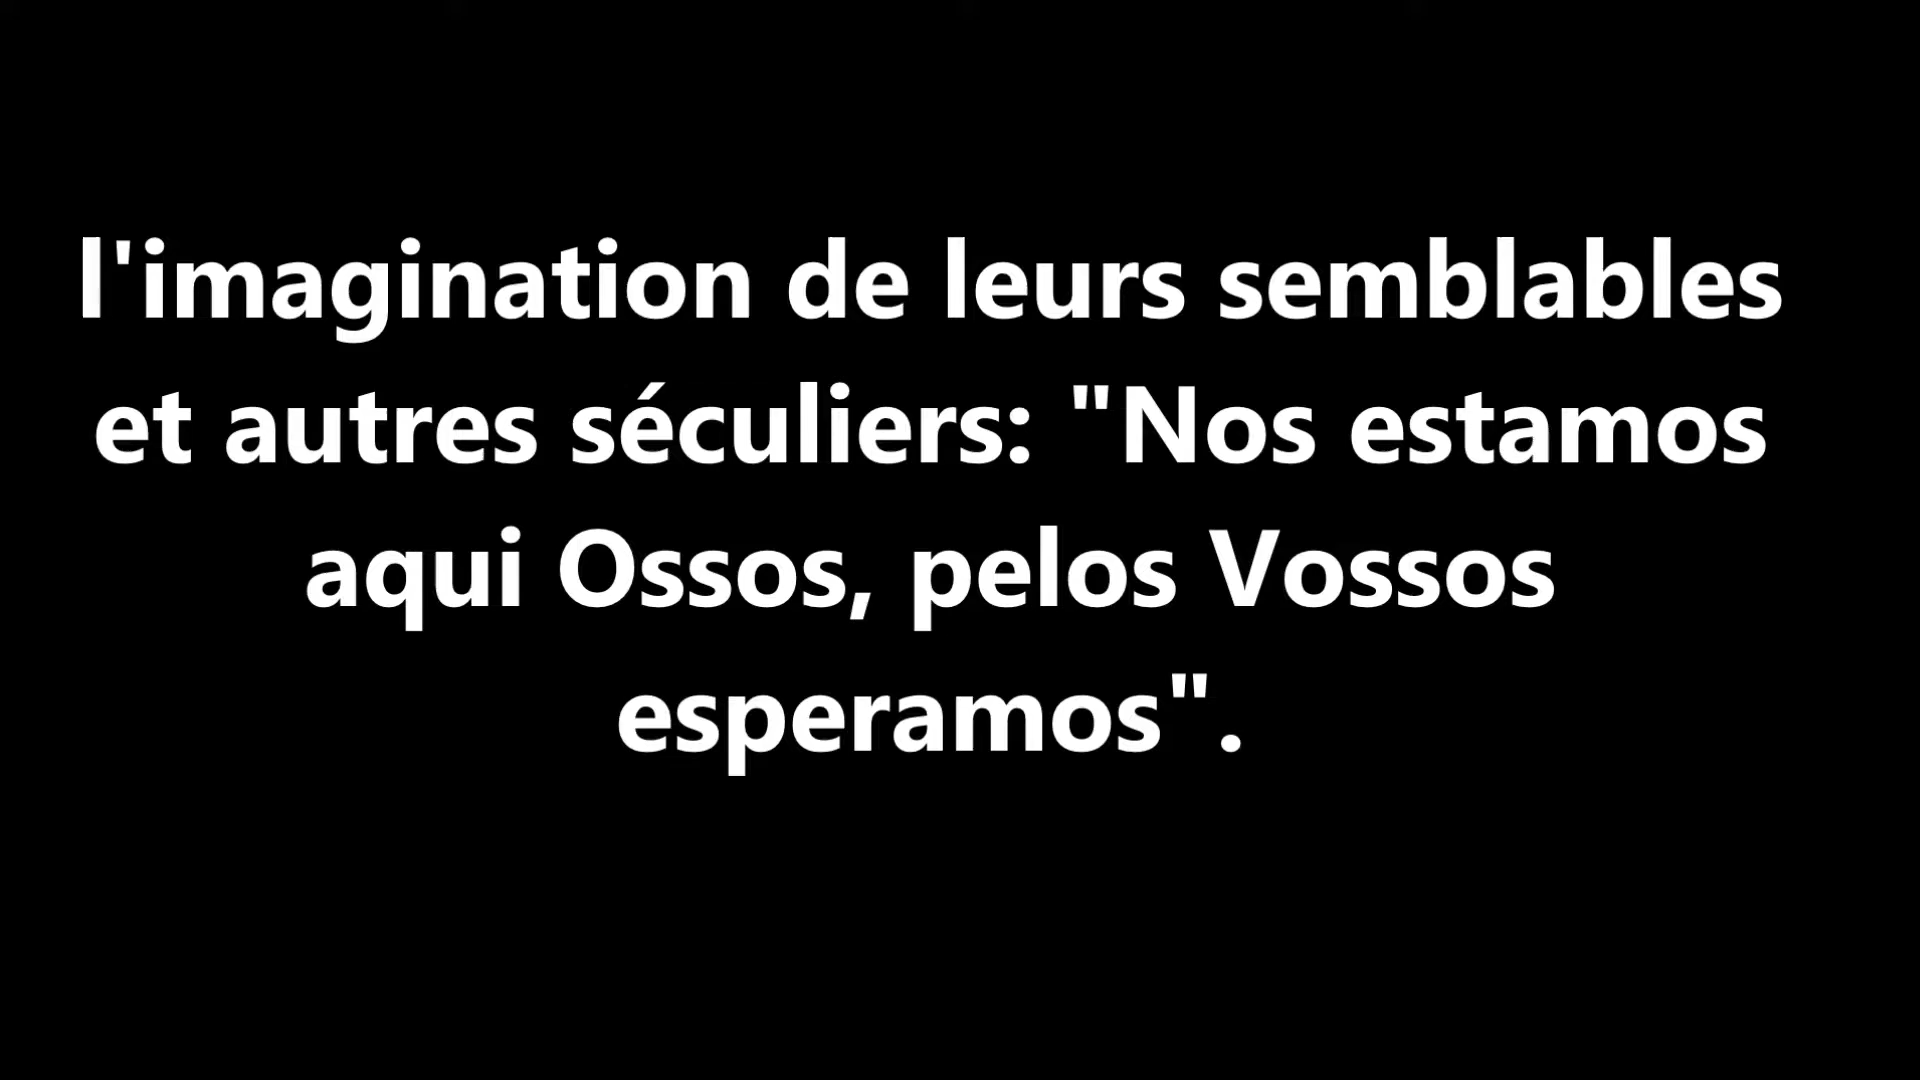 l'imagination de leurs semblables
et autres séculiers: "Nos estamos
aqui Ossos, pelos Vossos
esperamos".